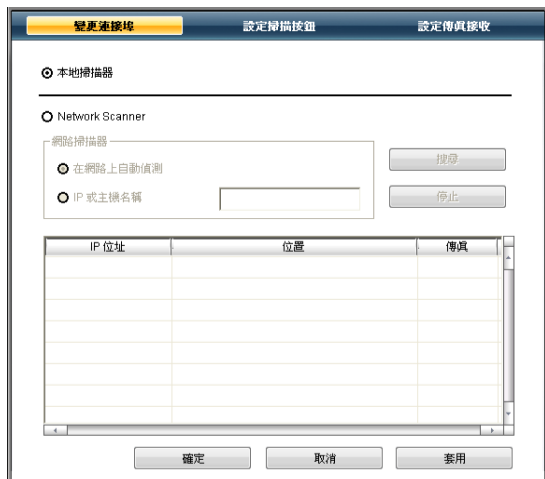 變更連接埠 設定掃描按鈕 設定傳真接收
本地掃描器
Network Scanner
網路掃描器
在網路上自動偵測
搜尋
IP 或主機名稱
停止
IP 位址 位置 傳真
確定 取消 套用